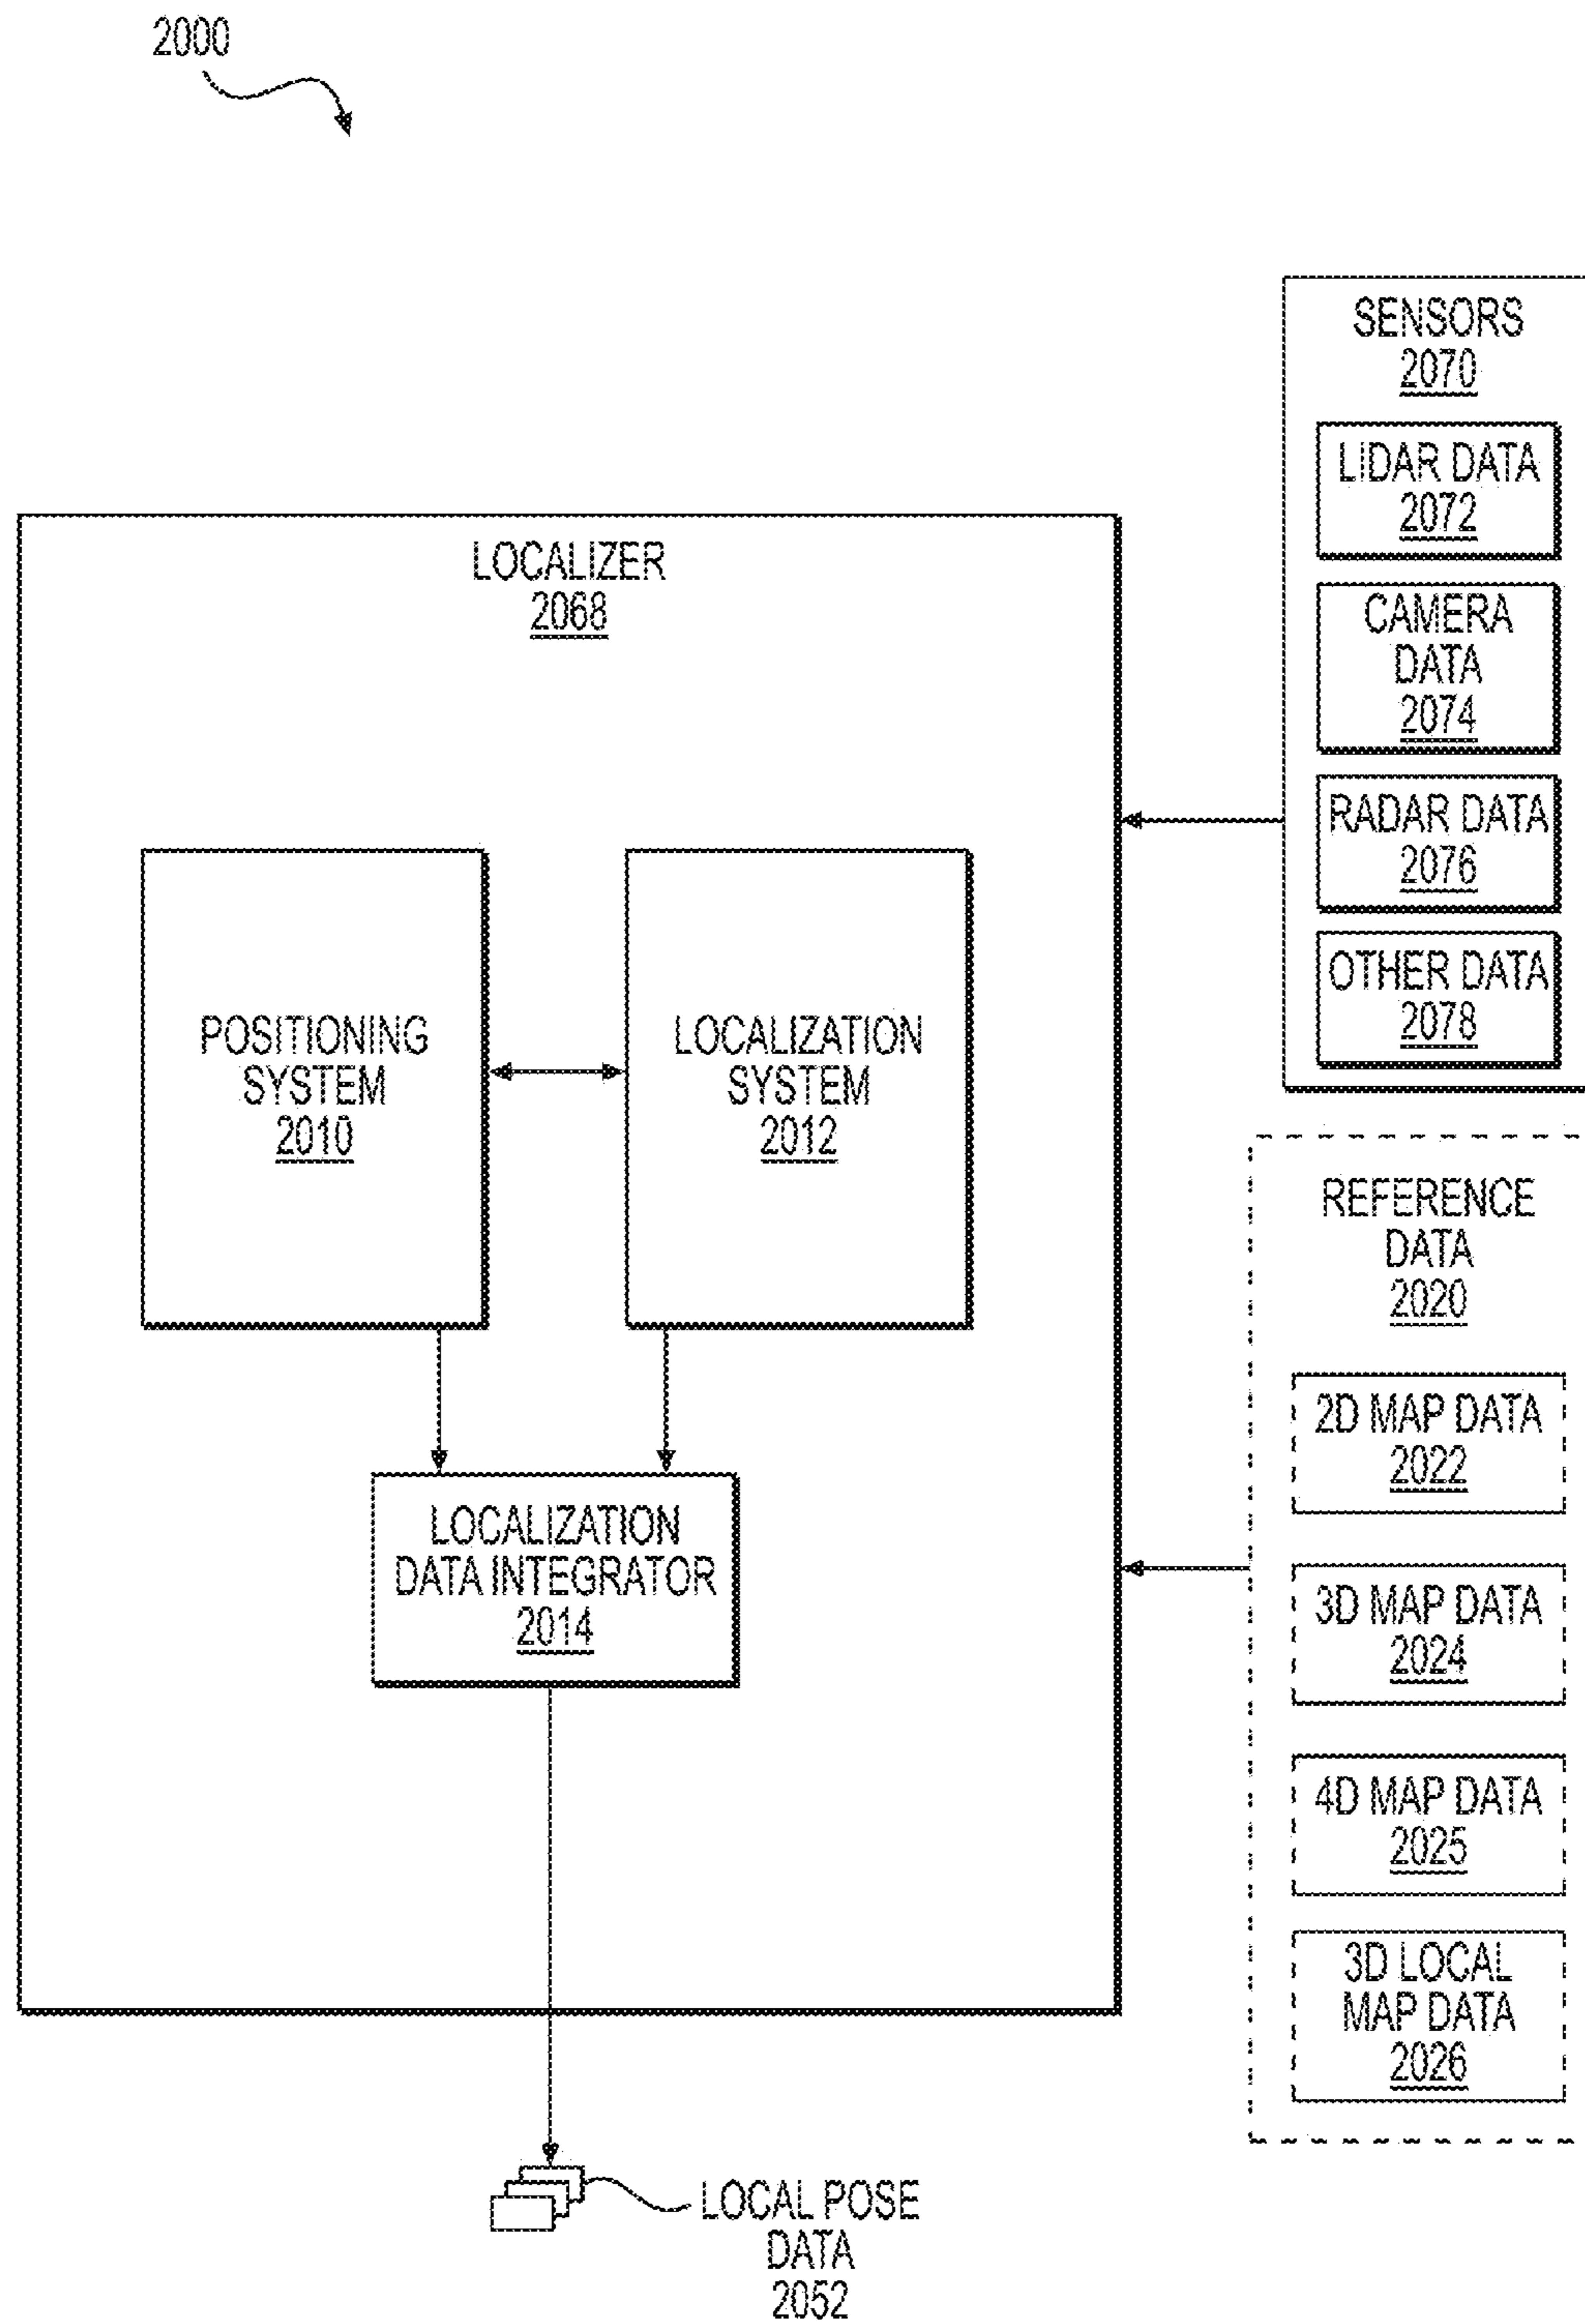 2000
SENSORS
2070
LIDAR DATA
2072
CAMERA
DATA
2074
RADAR DATA
2076
OTHER DATA
2078
LOCALIZER
2068
POSITIONING
SYSTEM
2010
LOCALIZATION
SYSTEM
2012
LOCALIZATION
DATA INTEGRATOR
2014
REFERENCE
DATA
2020
2D MAP DATA
2022
3D MAP DATA
2024
4D MAP DATA
2025
3D LOCAL
MAP DATA
2026
LOCAL POSE
DATA
2052